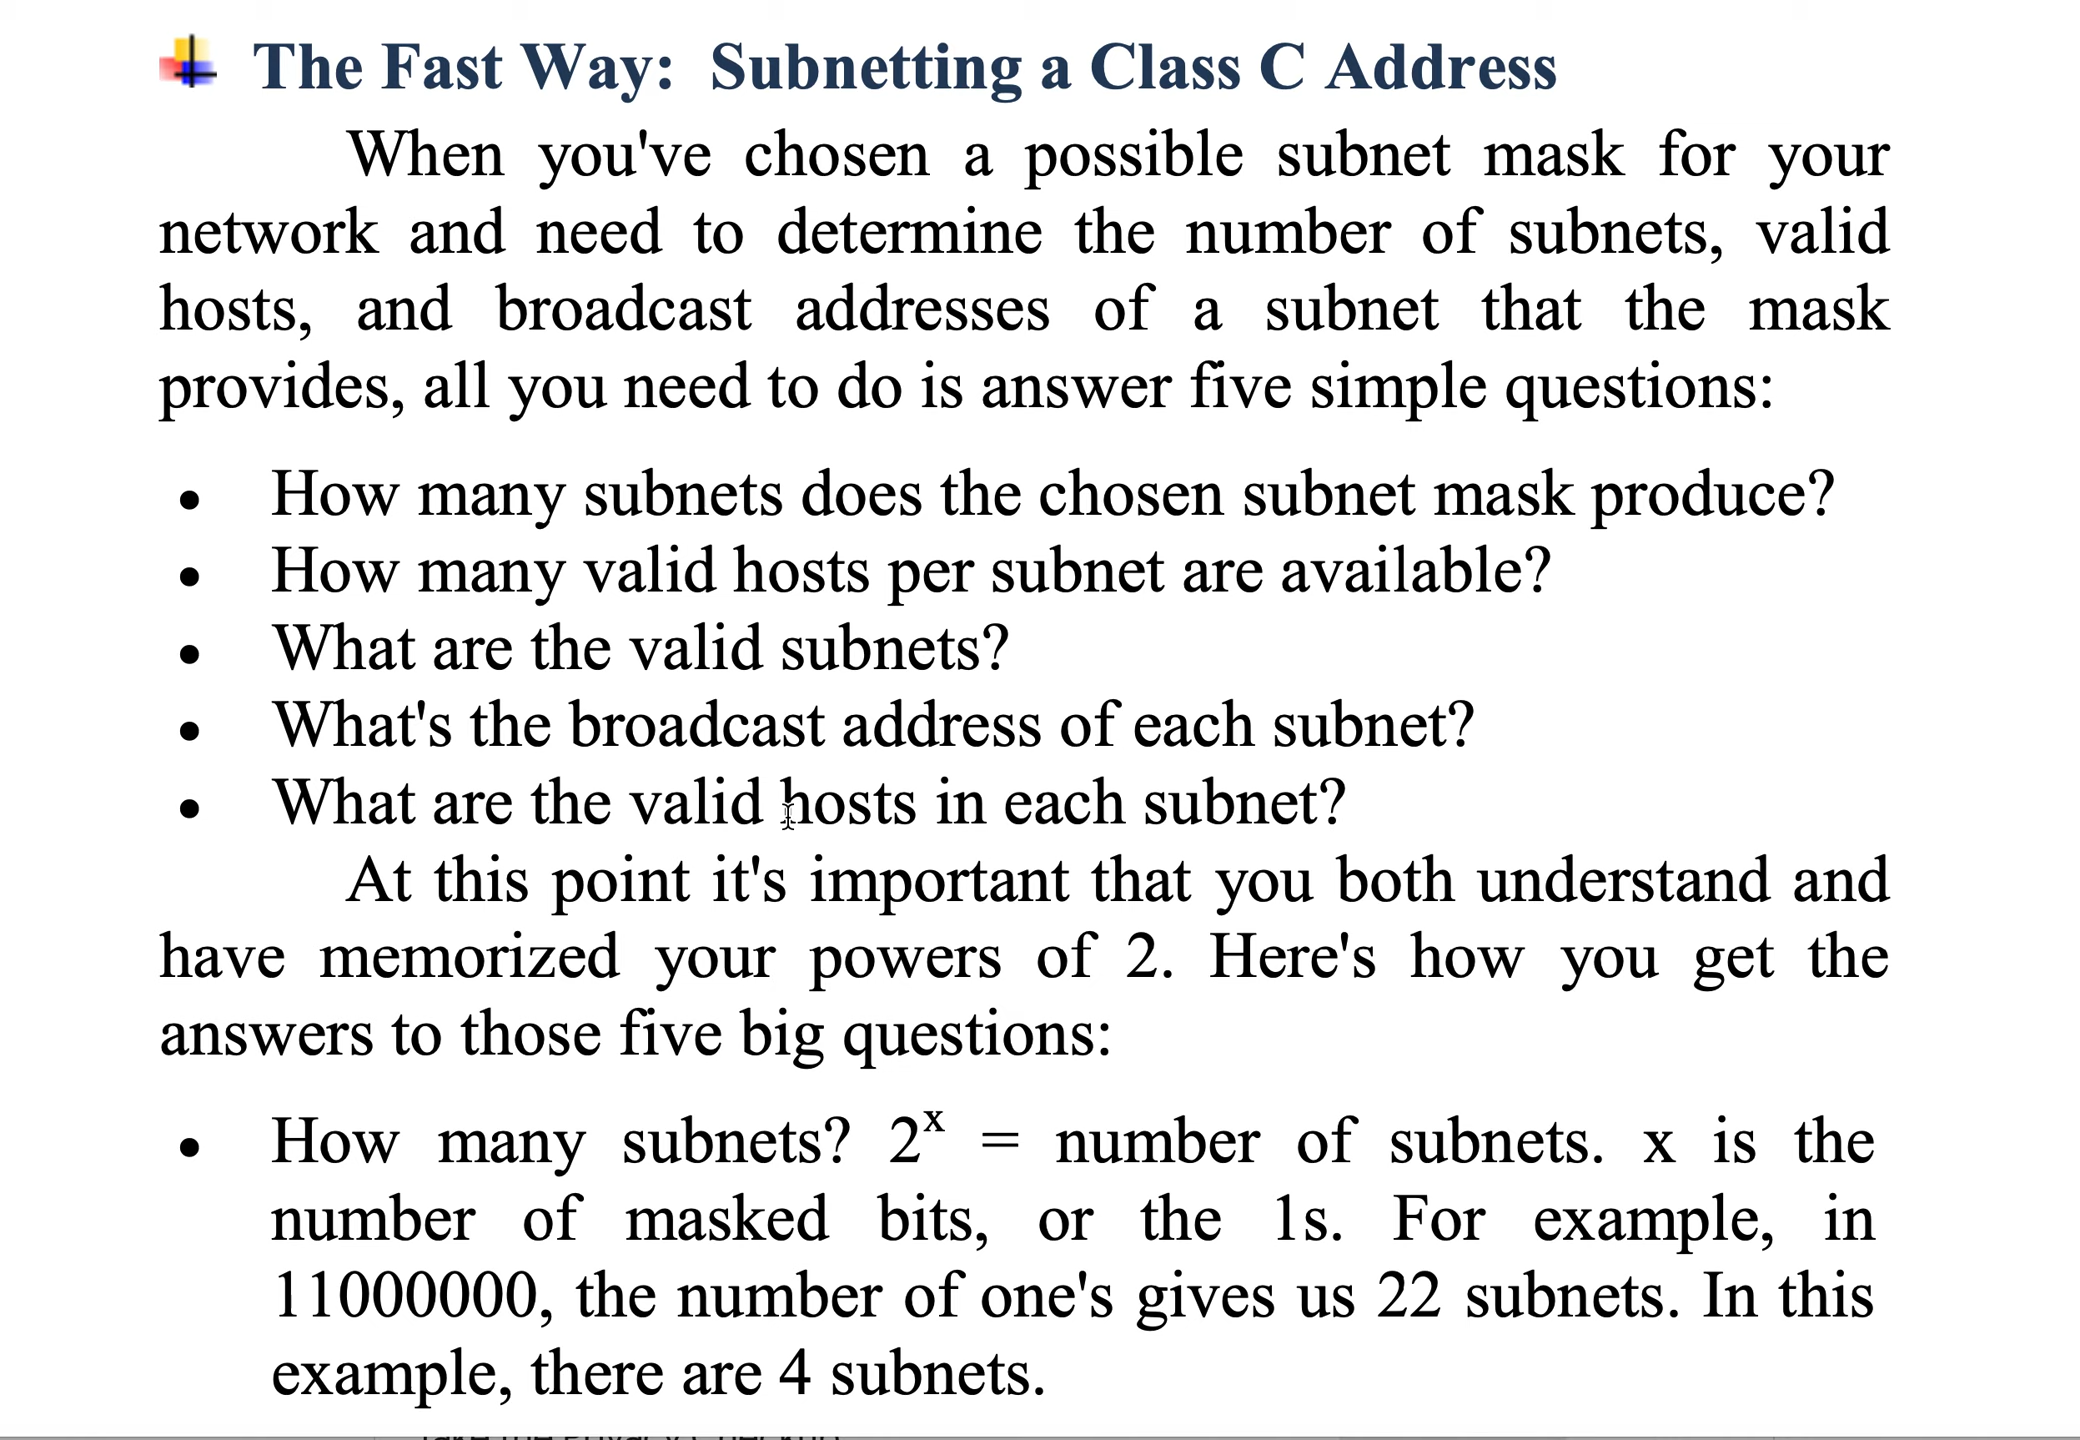 The Fast Way: Subnetting a Class C Address
When you've chosen a possible subnet mask for your
network and need to determine the number of subnets, valid
hosts, and broadcast addresses of a subnet that the mask
provides, all you need to do is answer five simple questions:
• How many subnets does the chosen subnet mask produce?
• How many valid hosts per subnet are available?
• What are the valid subnets?
• What's the broadcast address of each subnet?
• What are the valid hosts in each subnet?
At this point it's important that you both understand and
have memorized your powers of 2. Here's how you get the
answers to those five big questions:
• How many subnets? 2ˣ = number of subnets. x is the
number of masked bits, or the 1s. For example, in
11000000, the number of one's gives us 22 subnets. In this
example, there are 4 subnets.